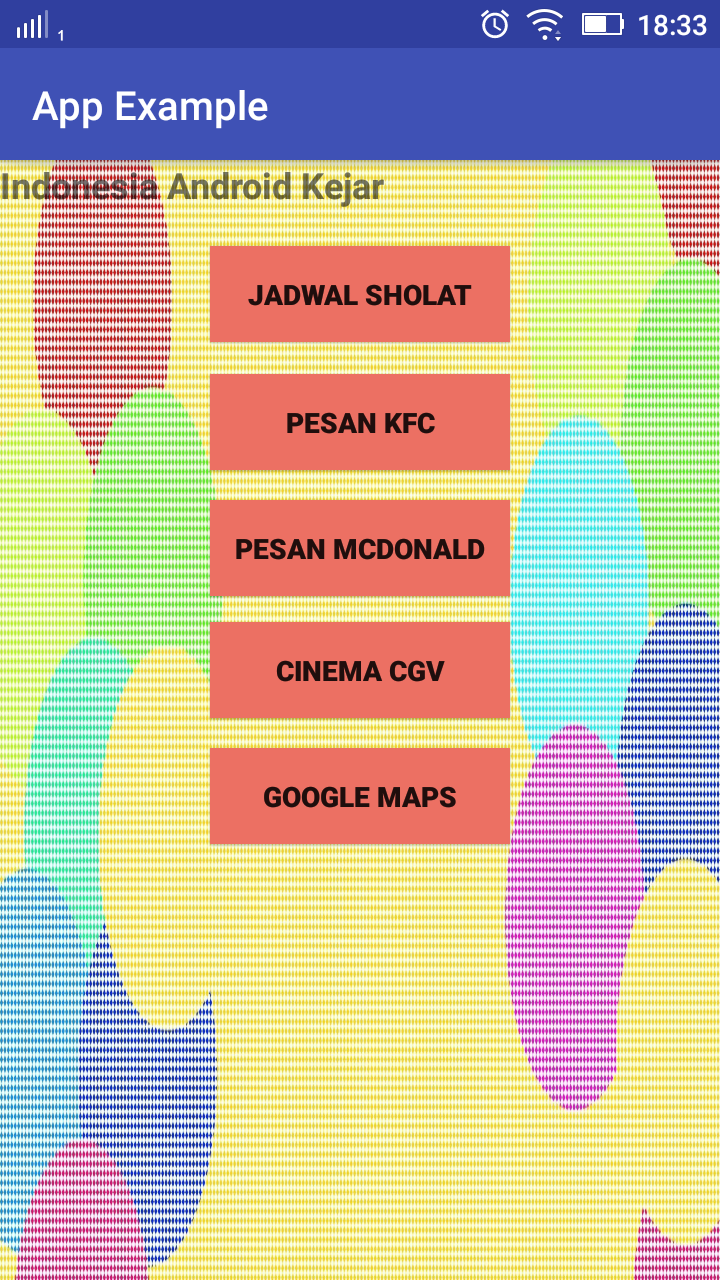 1 18:33
App Example
Indonesia Android Kejar
JADWAL SHOLAT
PESAN KFC
PESAN MCDONALD
CINEMA CGV
GOOGLE MAPS